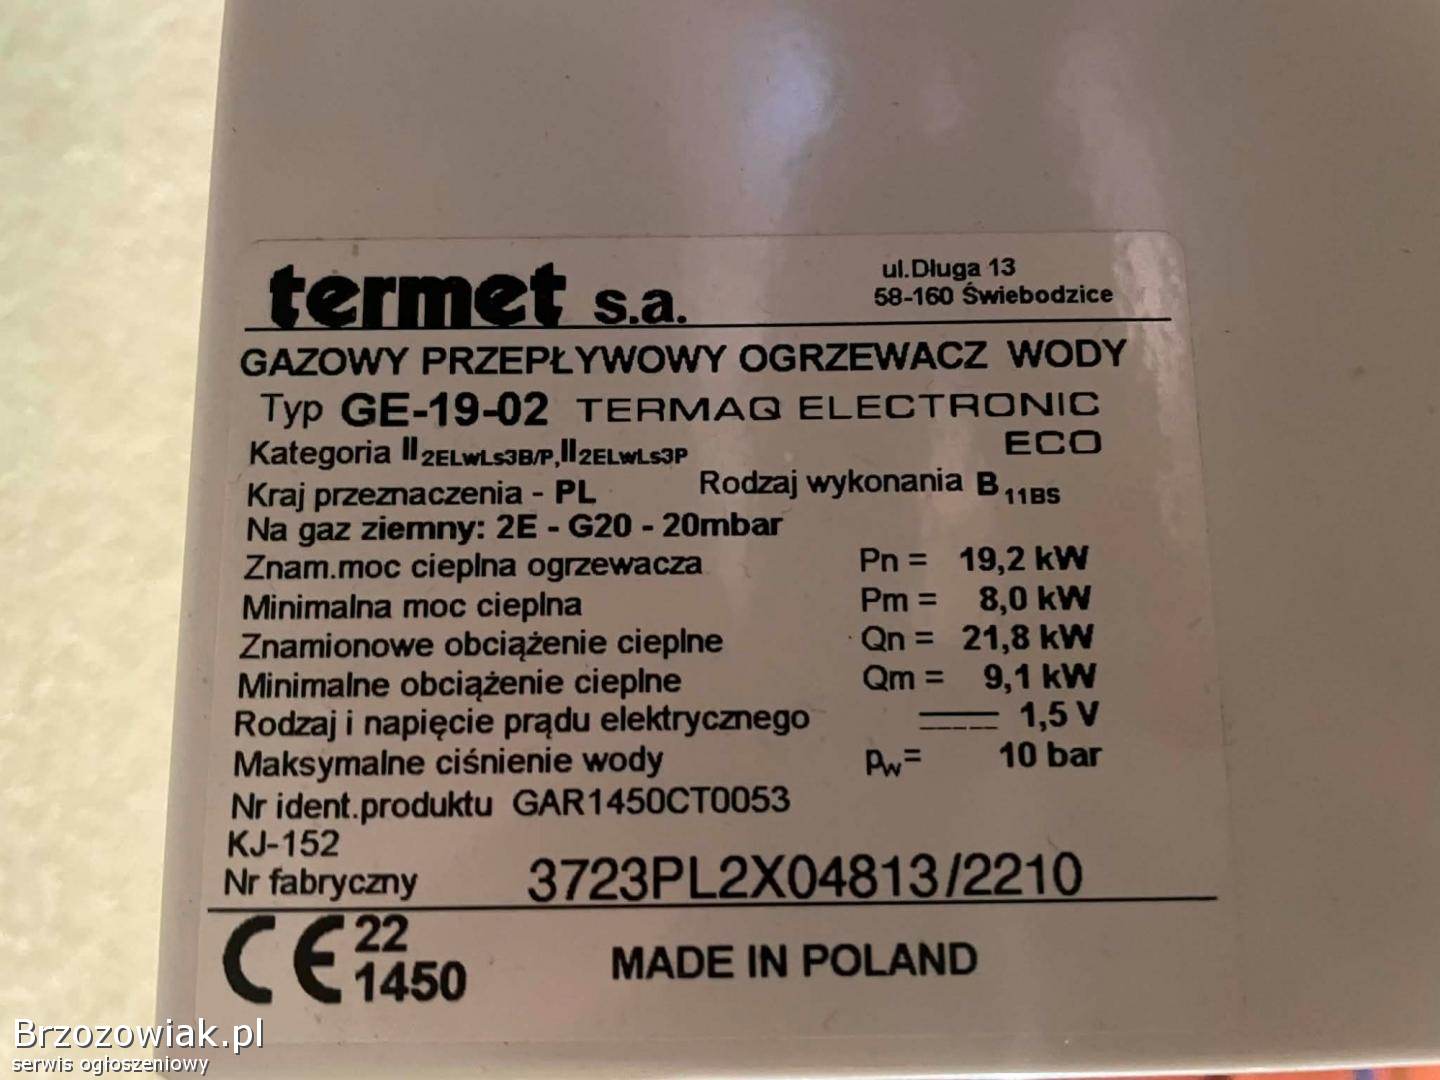 termet s.a.
ul.Długa 13
58-160 Świebodzice
GAZOWY PRZEPŁYWOWY OGRZEWACZ WODY
Typ GE-19-02 TERMAQ ELECTRONIC
ECO
Kategoria II2ELwLs3B/P,II2ELwLs3P
Kraj przeznaczenia - PL Rodzaj wykonania B11BS
Na gaz ziemny: 2E - G20 - 20mbar
Znam.moc cieplna ogrzewacza Pn = 19,2 kW
Minimalna moc cieplna Pm = 8,0 kW
Znamionowe obciążenie cieplne Qn = 21,8 kW
Minimalne obciążenie cieplne Qm = 9,1 kW
Rodzaj i napięcie prądu elektrycznego 1,5 V
Maksymalne ciśnienie wody pw= 10 bar
Nr ident.produktu GAR1450CT0053
KJ-152
Nr fabryczny 3723PL2X04813/2210
CE 22
1450
MADE IN POLAND
Brzozowiak.pl
serwis ogłoszeniowy